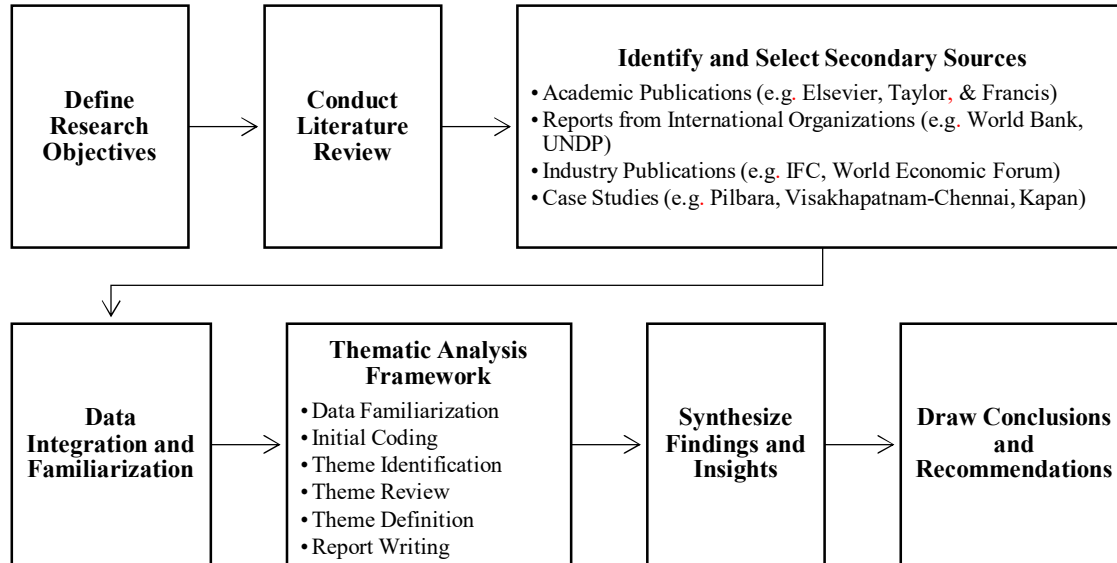 Define
Research
Objectives
Conduct
Literature
Review
Identify and Select Secondary Sources
• Academic Publications (e.g. Elsevier, Taylor, & Francis)
• Reports from International Organizations (e.g. World Bank,
UNDP)
• Industry Publications (e.g. IFC, World Economic Forum)
• Case Studies (e.g. Pilbara, Visakhapatnam-Chennai, Kapan)
Data
Integration and
Familiarization
Thematic Analysis
Framework
• Data Familiarization
• Initial Coding
• Theme Identification
• Theme Review
• Theme Definition
• Report Writing
Synthesize
Findings and
Insights
Draw Conclusions
and
Recommendations